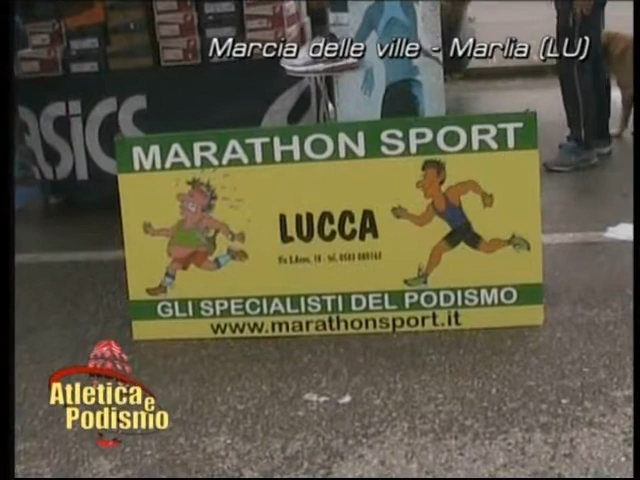 Marcia delle ville - Marlia (LU)
asics
MARATHON SPORT
LUCCA
GLI SPECIALISTI DEL PODISMO
www.marathonsport.it
Atletica e
Podismo